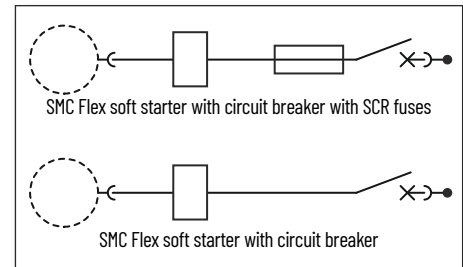 SMC Flex soft starter with circuit breaker with SCR fuses
SMC Flex soft starter with circuit breaker